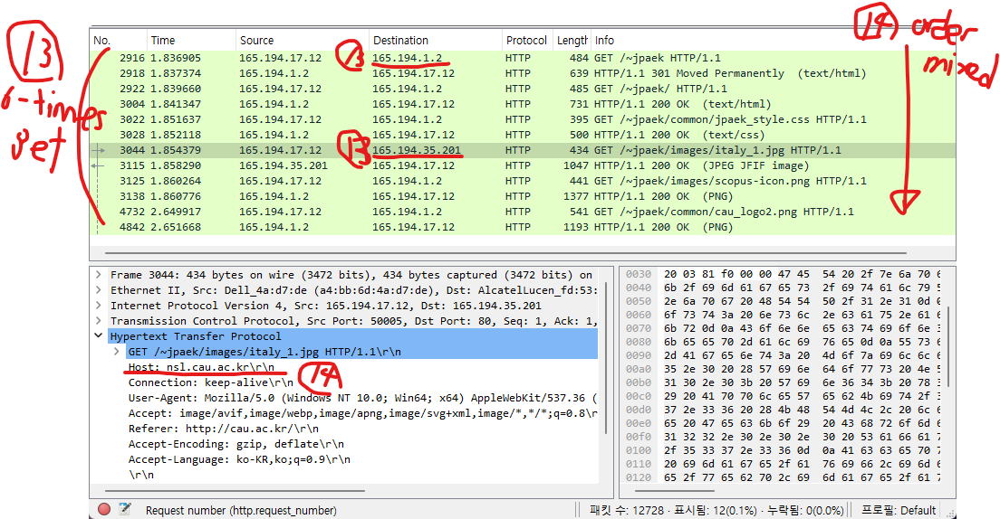 13
6-times
get
13
13
14
order
mixed
No. Time Source Destination Protocol Length Info
2916 1.836905 165.194.17.12 165.194.1.2 HTTP 484 GET /~jpaek HTTP/1.1
2918 1.837374 165.194.1.2 165.194.17.12 HTTP 639 HTTP/1.1 301 Moved Permanently (text/html)
2922 1.839660 165.194.17.12 165.194.1.2 HTTP 485 GET /~jpaek/ HTTP/1.1
3004 1.841347 165.194.1.2 165.194.17.12 HTTP 731 HTTP/1.1 200 OK (text/html)
3022 1.851637 165.194.17.12 165.194.1.2 HTTP 395 GET /~jpaek/common/jpaek_style.css HTTP/1.1
3028 1.852118 165.194.1.2 165.194.17.12 HTTP 500 HTTP/1.1 200 OK (text/css)
3044 1.854379 165.194.17.12 165.194.35.201 HTTP 434 GET /~jpaek/images/italy_1.jpg HTTP/1.1
3115 1.858290 165.194.35.201 165.194.17.12 HTTP 1047 HTTP/1.1 200 OK (JPEG JFIF image)
3125 1.860264 165.194.17.12 165.194.1.2 HTTP 441 GET /~jpaek/images/scopus-icon.png HTTP/1.1
3138 1.860776 165.194.1.2 165.194.17.12 HTTP 1377 HTTP/1.1 200 OK (PNG)
4732 2.649917 165.194.17.12 165.194.1.2 HTTP 541 GET /~jpaek/common/cau_logo2.png HTTP/1.1
4842 2.651668 165.194.1.2 165.194.17.12 HTTP 1193 HTTP/1.1 200 OK (PNG)
Frame 3044: 434 bytes on wire (3472 bits), 434 bytes captured (3472 bits) on
Ethernet II, Src: Dell_4a:d7:de (a4:bb:6d:4a:d7:de), Dst: AlcatelLucen_fd:53:
Internet Protocol Version 4, Src: 165.194.17.12, Dst: 165.194.35.201
Transmission Control Protocol, Src Port: 50005, Dst Port: 80, Seq: 1, Ack: 1,
Hypertext Transfer Protocol
GET /~jpaek/images/italy_1.jpg HTTP/1.1\r\n
Host: nsl.cau.ac.kr\r\n
14
Connection: keep-alive\r\n
User-Agent: Mozilla/5.0 (Windows NT 10.0; Win64; x64) AppleWebKit/537.36 (
Accept: image/avif,image/webp,image/apng,image/svg+xml,image/*,*/*;q=0.8\r
Referer: http://cau.ac.kr/\r\n
Accept-Encoding: gzip, deflate\r\n
Accept-Language: ko-KR,ko;q=0.9\r\n
\r\n
0030 20 03 81 f0 00 00 47 45 54 20 2f 7e 6a 70 6
0040 6b 2f 69 6d 61 67 65 73 2f 69 74 61 6c 79 5
0050 2e 6a 70 67 20 48 54 54 50 2f 31 2e 31 0d 0
0060 6f 73 74 3a 20 6e 73 6c 2e 63 61 75 2e 61 6
0070 6b 72 0d 0a 43 6f 6e 6e 65 63 74 69 6f 6e 3
0080 6b 65 65 70 2d 61 6c 69 76 65 0d 0a 55 73 6
0090 2d 41 67 65 6e 74 3a 20 4d 6f 7a 69 6c 6c 6
00a0 35 2e 30 20 28 57 69 6e 64 6f 77 73 20 4e 5
00b0 31 30 2e 30 3b 20 57 69 6e 36 34 3b 20 78 3
00c0 29 20 41 70 70 6c 65 57 65 62 4b 69 74 2f 3
00d0 37 2e 33 36 20 28 4b 48 54 4d 4c 2c 20 6c 6
00e0 65 20 47 65 63 6b 6f 29 20 43 68 72 6f 6d 6
00f0 31 32 32 2e 30 2e 30 2e 30 20 53 61 66 61 7
0100 2f 35 33 37 2e 33 36 0d 0a 41 63 63 65 70 7
0110 20 69 6d 61 67 65 2f 61 76 69 66 2c 69 6d 6
0120 65 2f 77 65 62 70 2c 69 6d 61 67 65 2f 61 7
Request number (http.request_number) 패킷 수: 12728 · 표시됨: 12(0.1%) · 누락됨: 0(0.0%) 프로필: Default